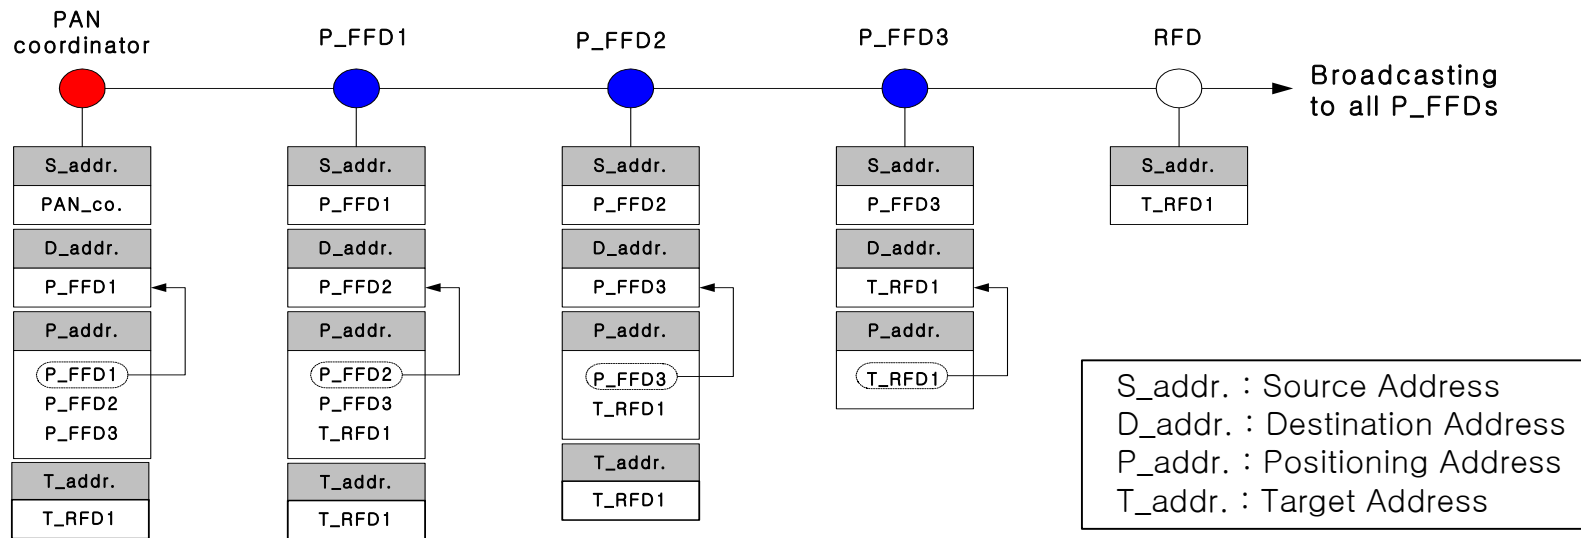 PAN
coordinator
P_FFD1
P_FFD2
P_FFD3
RFD
Broadcasting
to all P_FFDs
S_addr.
PAN_co.
D_addr.
P_FFD1
P_addr.
P_FFD1
P_FFD2
P_FFD3
T_addr.
T_RFD1
S_addr.
P_FFD1
D_addr.
P_FFD2
P_addr.
P_FFD2
P_FFD3
T_RFD1
T_addr.
T_RFD1
S_addr.
P_FFD2
D_addr.
P_FFD3
P_addr.
P_FFD3
T_RFD1
T_addr.
T_RFD1
S_addr.
P_FFD3
D_addr.
T_RFD1
P_addr.
T_RFD1
S_addr.
T_RFD1
S_addr. : Source Address
D_addr. : Destination Address
P_addr. : Positioning Address
T_addr. : Target Address